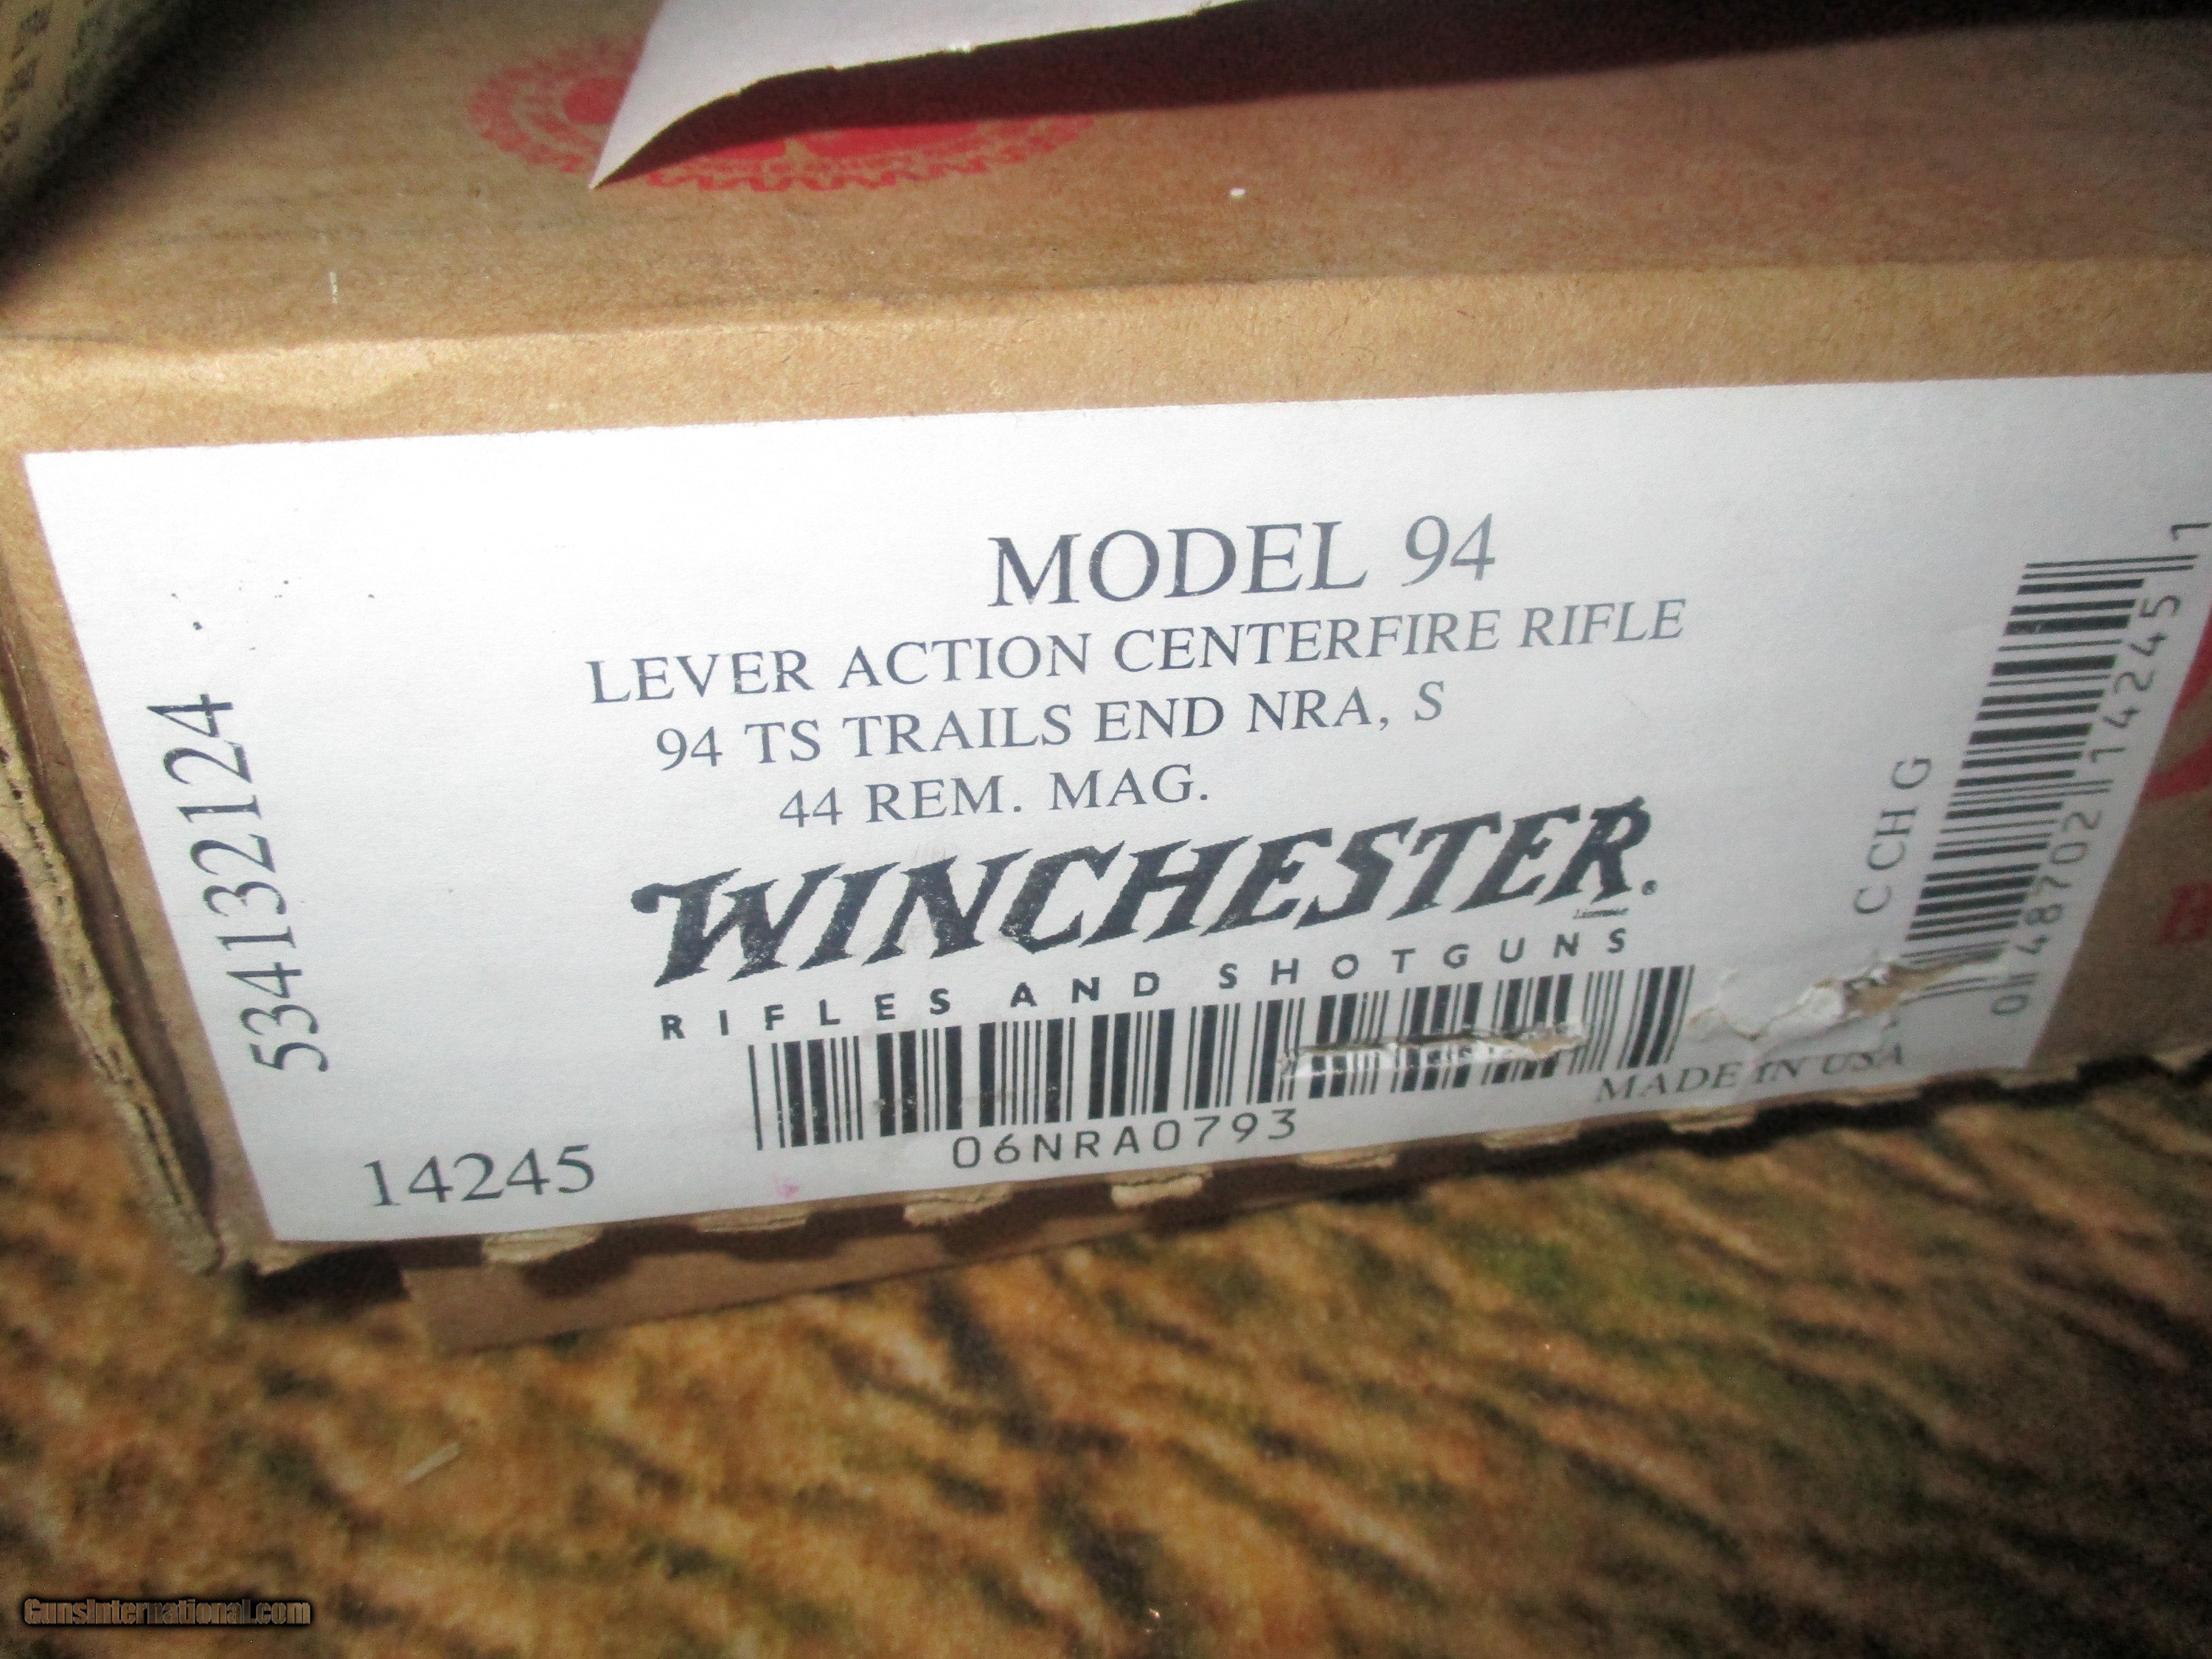 MODEL 94
LEVER ACTION CENTERFIRE RIFLE
94 TS TRAILS END NRA, S
44 REM. MAG.
WINCHESTER®
RIFLES AND SHOTGUNS
06NRA0793
MADE IN USA
14245
534132124
C CH G
0 48702 14245 1
GunsInternational.com